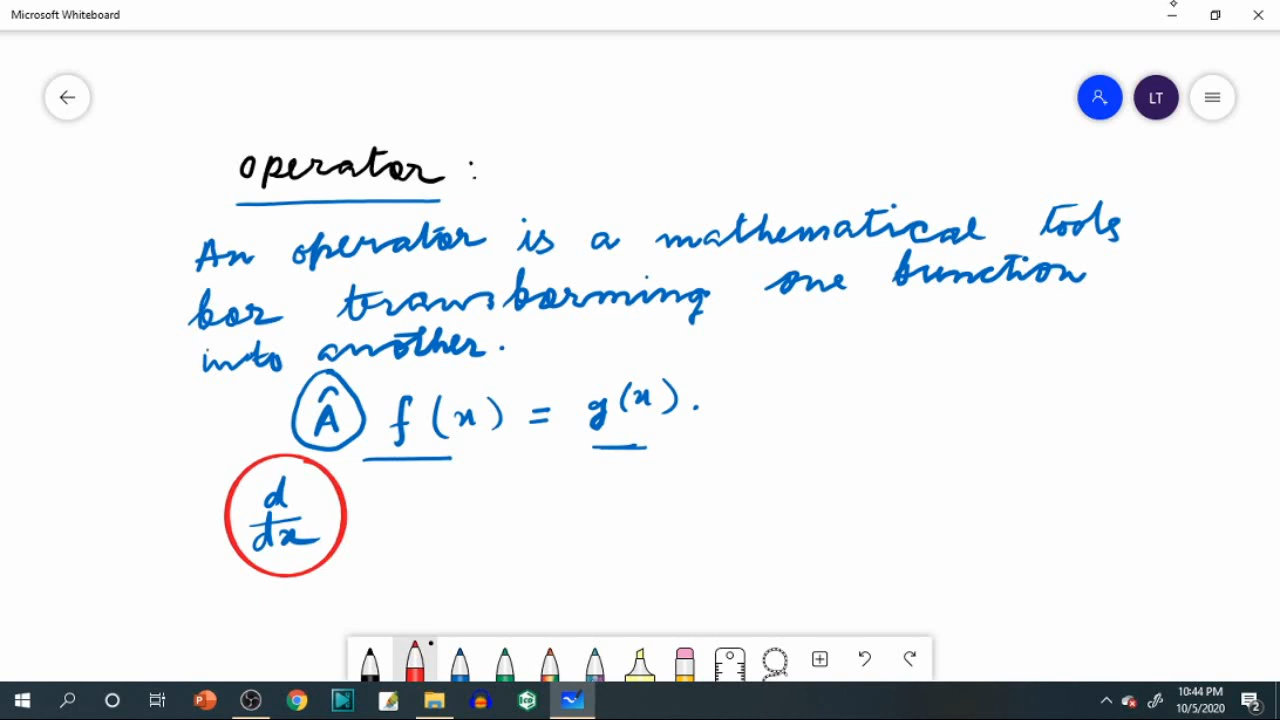 Microsoft Whiteboard
LT
operator :
An operator is a mathematical tools
for transforming one function
into another.
Â f(x) = g(x).
d
dx
10:44 PM
10/5/2020
2